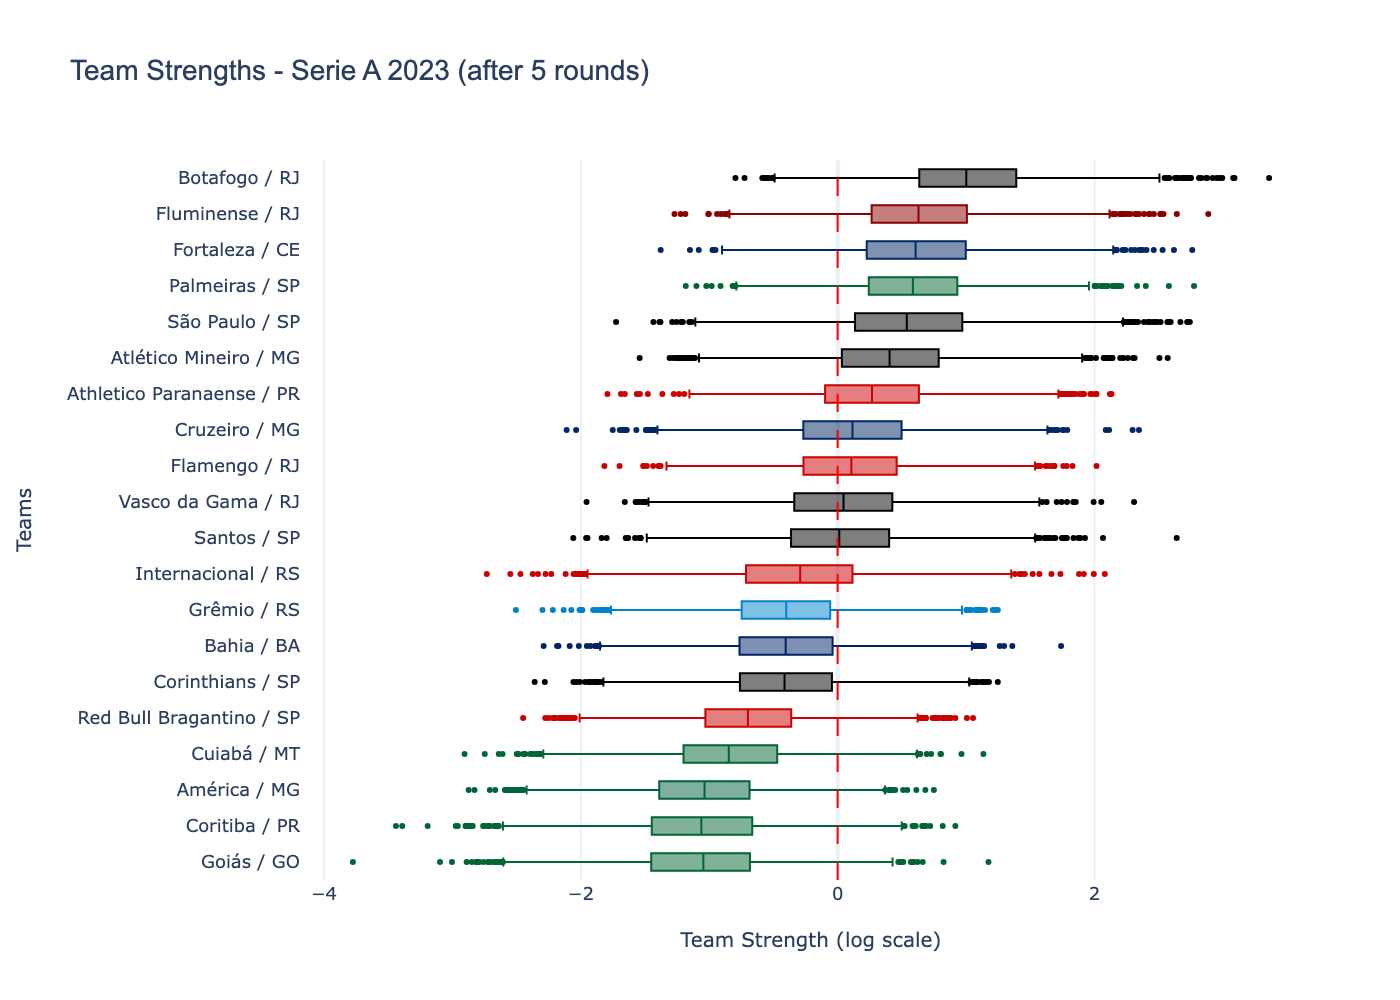 Team Strengths - Serie A 2023 (after 5 rounds)
Teams
Botafogo / RJ
Fluminense / RJ
Fortaleza / CE
Palmeiras / SP
São Paulo / SP
Atlético Mineiro / MG
Athletico Paranaense / PR
Cruzeiro / MG
Flamengo / RJ
Vasco da Gama / RJ
Santos / SP
Internacional / RS
Grêmio / RS
Bahia / BA
Corinthians / SP
Red Bull Bragantino / SP
Cuiabá / MT
América / MG
Coritiba / PR
Goiás / GO
−4 −2 0 2
Team Strength (log scale)